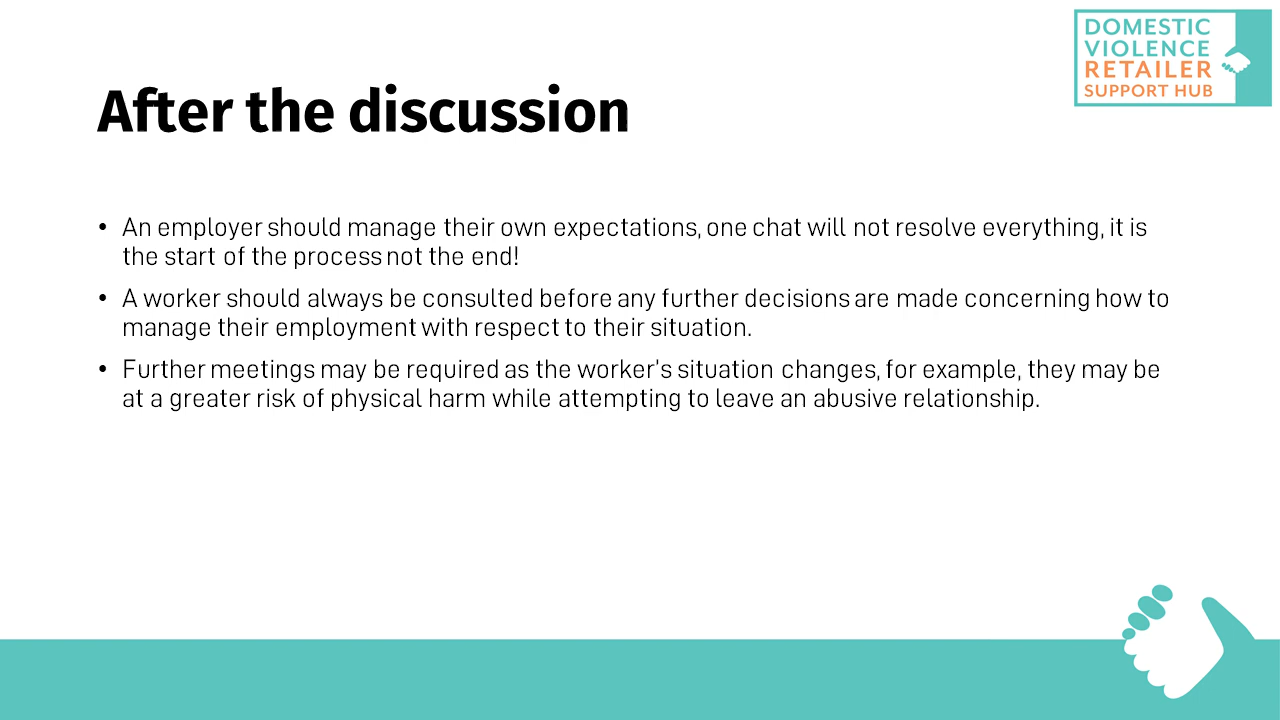 DOMESTIC
VIOLENCE
RETAILER
SUPPORT HUB
After the discussion
• An employer should manage their own expectations, one chat will not resolve everything, it is
the start of the process not the end!
• A worker should always be consulted before any further decisions are made concerning how to
manage their employment with respect to their situation.
• Further meetings may be required as the worker's situation changes, for example, they may be
at a greater risk of physical harm while attempting to leave an abusive relationship.